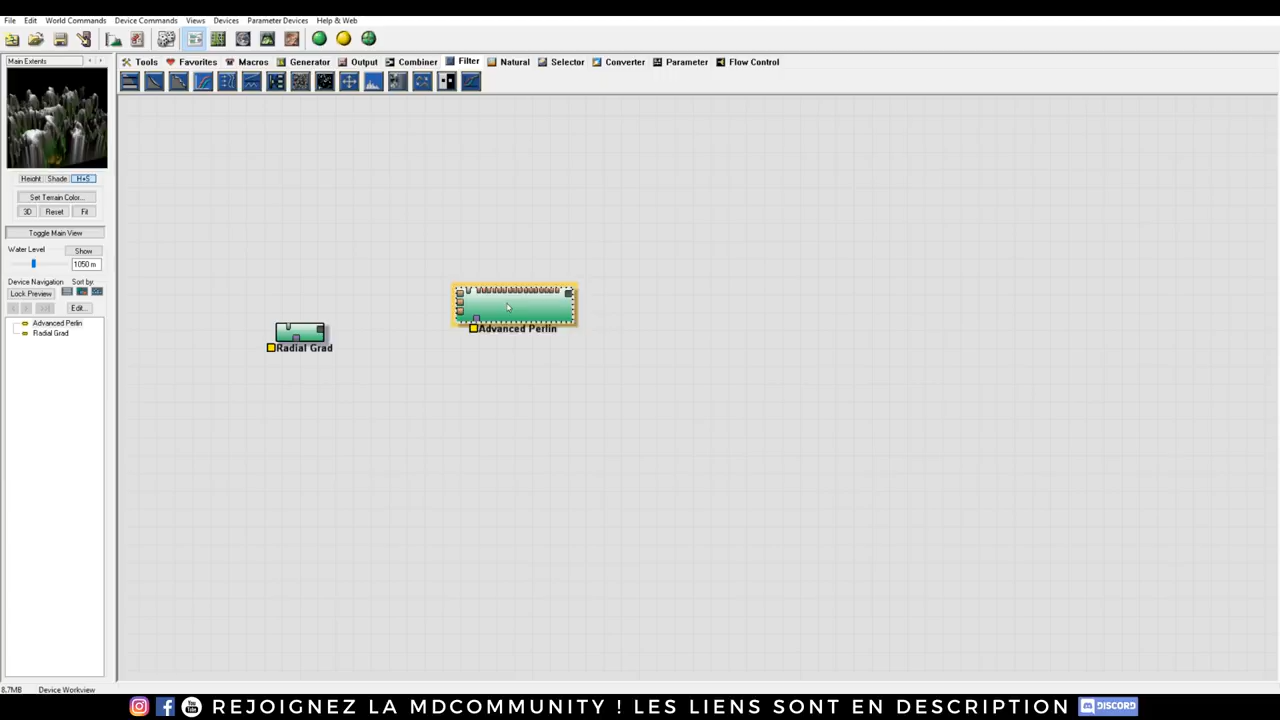 File Edit World Commands Device Commands Views Devices Parameter Devices Help & Web
Main Extents
Tools Favorites Macros Generator Output Combiner Filter Natural Selector Converter Parameter Flow Control
Height Shade H+S
Set Terrain Color...
3D Reset Fit
Toggle Main View
Water Level Show
1050 m
Device Navigation Sort by:
Lock Preview
Edit...
Advanced Perlin
Radial Grad
Advanced Perlin
Radial Grad
8.7MB Device Workview
REJOIGNEZ LA MDCOMMUNITY ! LES LIENS SONT EN DESCRIPTION DISCORD